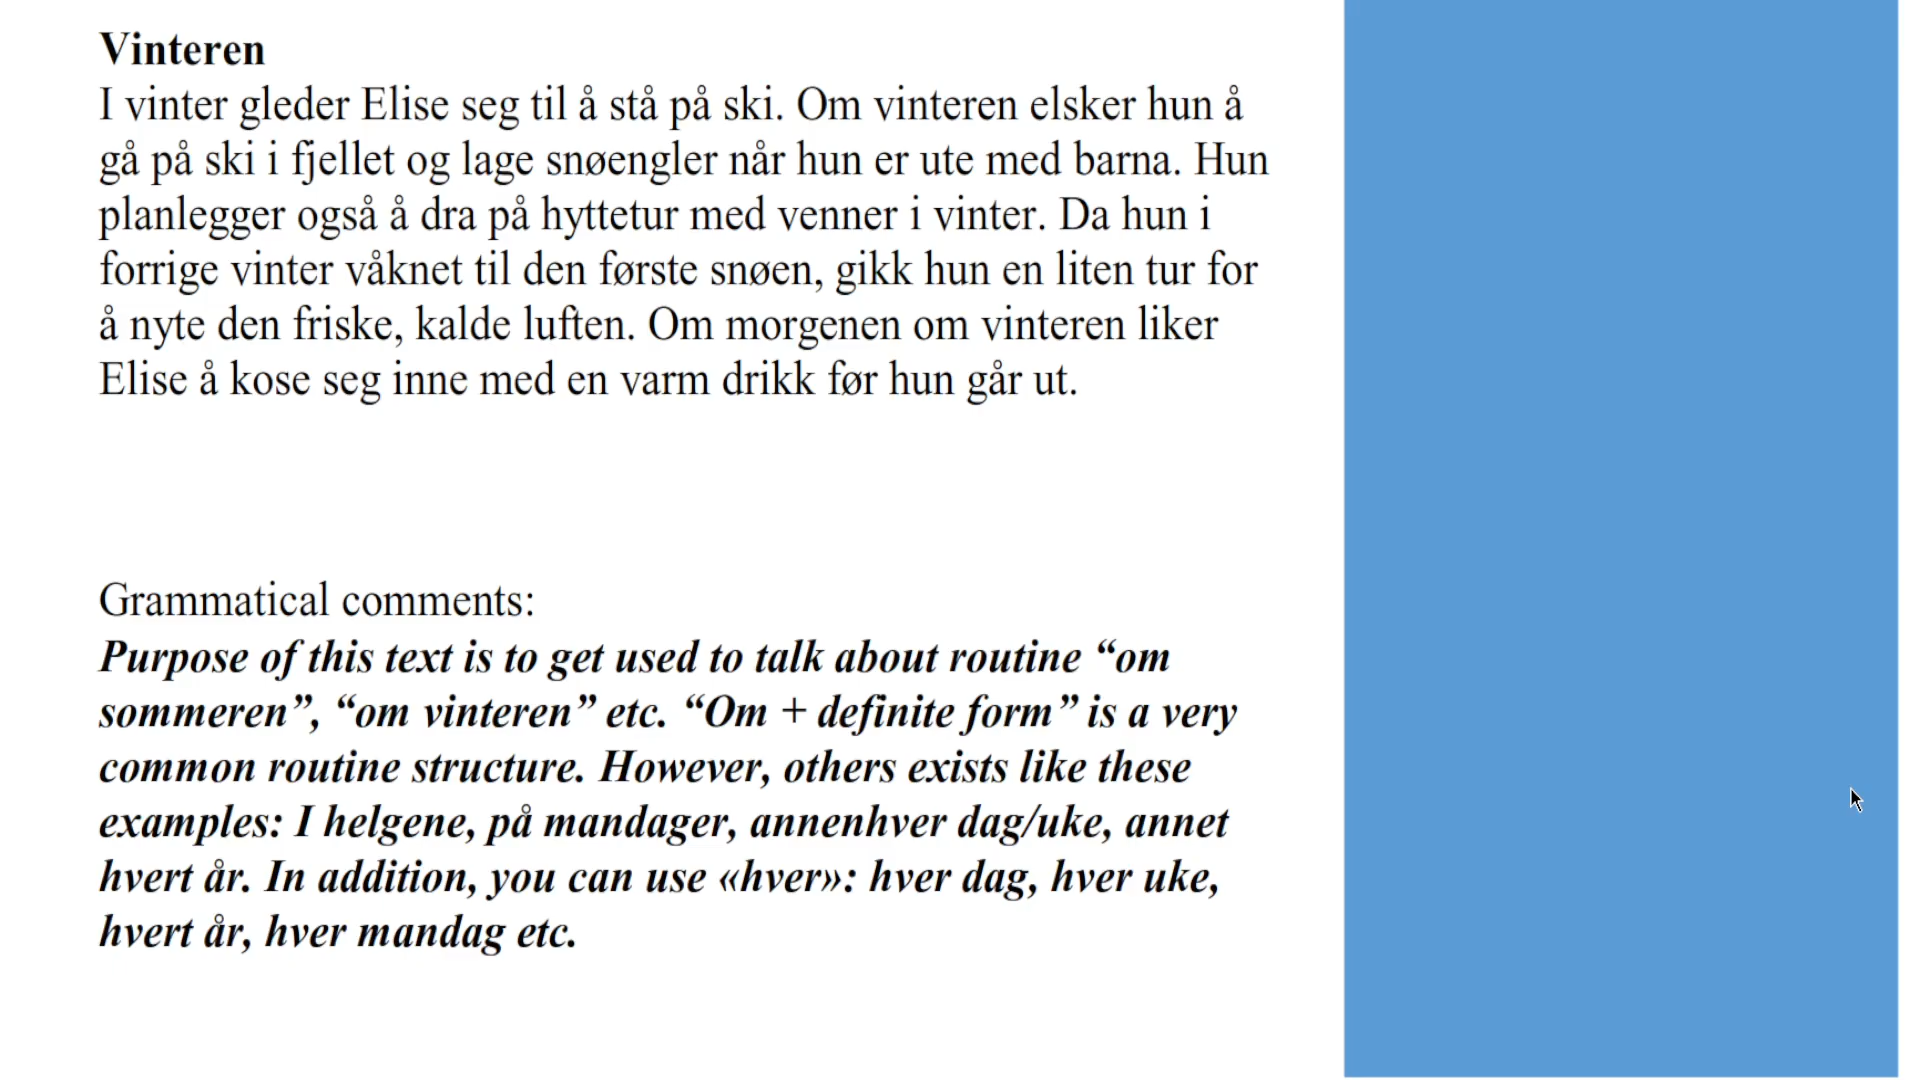 Vinteren
I vinter gleder Elise seg til å stå på ski. Om vinteren elsker hun å
gå på ski i fjellet og lage snøengler når hun er ute med barna. Hun
planlegger også å dra på hyttetur med venner i vinter. Da hun i
forrige vinter våknet til den første snøen, gikk hun en liten tur for
å nyte den friske, kalde luften. Om morgenen om vinteren liker
Elise å kose seg inne med en varm drikk før hun går ut.
Grammatical comments:
Purpose of this text is to get used to talk about routine “om
sommeren”, “om vinteren” etc. “Om + definite form” is a very
common routine structure. However, others exists like these
examples: I helgene, på mandager, annenhver dag/uke, annet
hvert år. In addition, you can use «hver»: hver dag, hver uke,
hvert år, hver mandag etc.